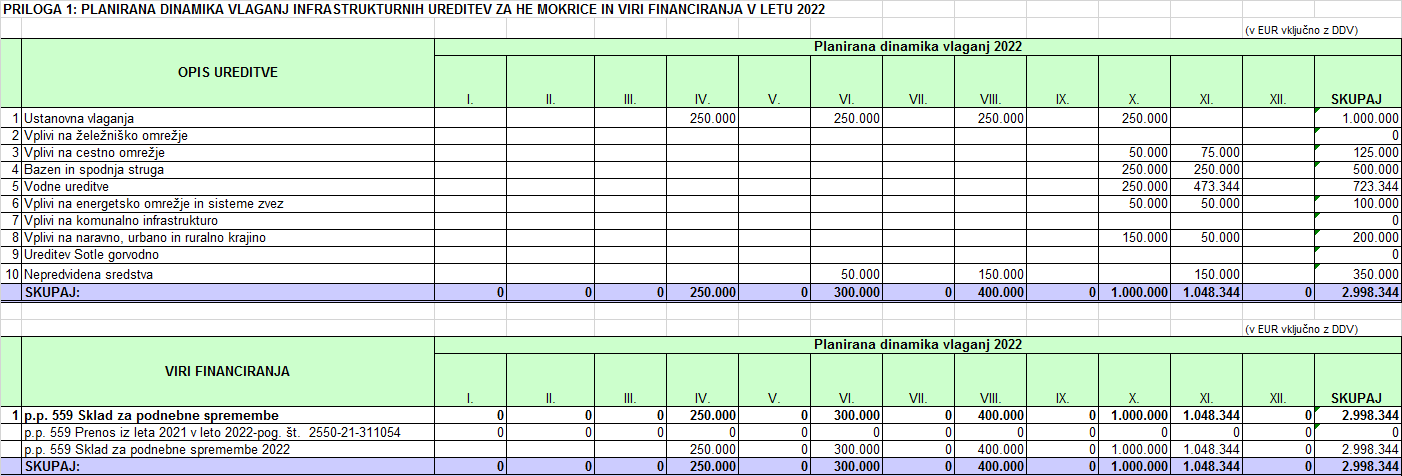 PRILOGA 1: PLANIRANA DINAMIKA VLAGANJ INFRASTRUKTURNIH UREDITEV ZA HE MOKRICE IN VIRI FINANCIRANJA V LETU 2022
(v EUR vključno z DDV)
OPIS UREDITVE Planirana dinamika vlaganj 2022
I. II. III. IV. V. VI. VII. VIII. IX. X. XI. XII. SKUPAJ
1 Ustanovna vlaganja 250.000 250.000 250.000 250.000 1.000.000
2 Vplivi na železniško omrežje 0
3 Vplivi na cestno omrežje 50.000 75.000 125.000
4 Bazen in spodnja struga 250.000 250.000 500.000
5 Vodne ureditve 250.000 473.344 723.344
6 Vplivi na energetsko omrežje in sisteme zvez 50.000 50.000 100.000
7 Vplivi na komunalno infrastrukturo 0
8 Vplivi na naravno, urbano in ruralno krajino 150.000 50.000 200.000
9 Ureditev Sotle gorvodno 0
10 Nepredvidena sredstva 50.000 150.000 150.000 350.000
SKUPAJ: 0 0 0 250.000 0 300.000 0 400.000 0 1.000.000 1.048.344 0 2.998.344
(v EUR vključno z DDV)
VIRI FINANCIRANJA Planirana dinamika vlaganj 2022
I. II. III. IV. V. VI. VII. VIII. IX. X. XI. XII. SKUPAJ
1 p.p. 559 Sklad za podnebne spremembe 0 0 0 250.000 0 300.000 0 400.000 0 1.000.000 1.048.344 0 2.998.344
p.p. 559 Prenos iz leta 2021 v leto 2022-pog. št. 2550-21-311054 0 0 0 0 0 0 0 0 0 0 0 0 0
p.p. 559 Sklad za podnebne spremembe 2022 250.000 0 300.000 0 400.000 0 1.000.000 1.048.344 0 2.998.344
SKUPAJ: 0 0 0 250.000 0 300.000 0 400.000 0 1.000.000 1.048.344 0 2.998.344